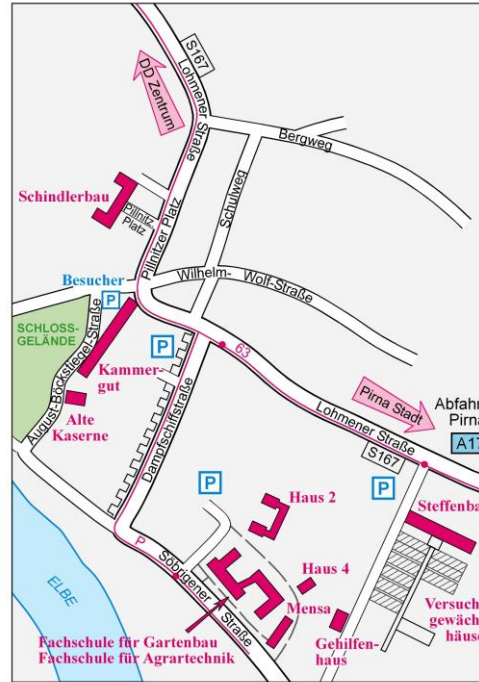 S167
Lohmener
Straße
DD Zentrum
Bergweg
Schulweg
Schindlerbau
Pillnitz.
Platz
Pillnitzer Platz
Besucher
P
Wilhelm-
Wolf-Straße
SCHLOSS-
GELÄNDE
August-Böckstiegel-Straße
Kammer-
gut
Alte
Kaserne
P
63
Dampfschiffstraße
Lohmener Straße
Pirna Stadt
S167
Abfahr
Pirna
A17
P
P
Haus 2
Steffenba
P
Söbrigener
Straße
Haus 4
Mensa
Gehilfen-
haus
Versuch
gewäch
häuse
ELBE
Fachschule für Gartenbau
Fachschule für Agrartechnik